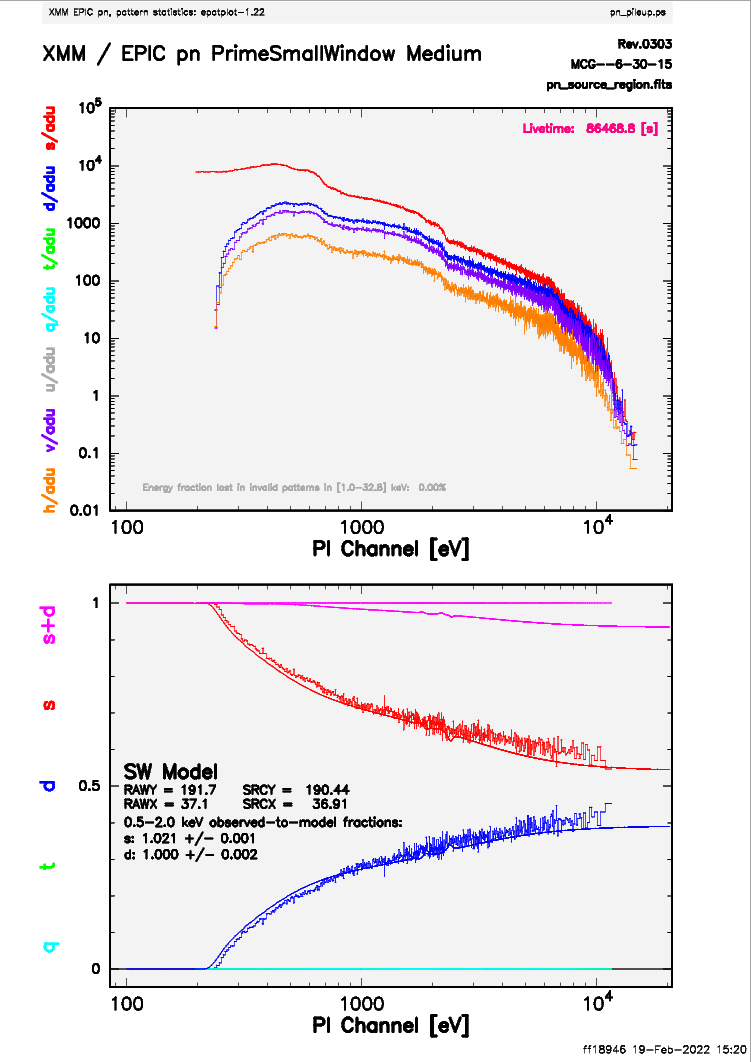 XMM EPIC pn, pattern statistics: epatplot-1.22 pn_pileup.ps
XMM / EPIC pn PrimeSmallWindow Medium
Rev.0303
MCG--6-30-15
pn_source_region.fits
h/adu v/adu u/adu q/adu t/adu d/adu s/adu
Livetime: 86468.8 [s]
10^5
10^4
1000
100
10
1
0.1
0.01
Energy fraction lost in invalid patterns in [1.0-32.8] keV: 0.00%
100 1000 10^4
PI Channel [eV]
q t d s s+d
1
0.5
0
SW Model
RAWY = 191.7 SRCY = 190.44
RAWX = 37.1 SRCX = 36.91
0.5-2.0 keV observed-to-model fractions:
s: 1.021 +/- 0.001
d: 1.000 +/- 0.002
100 1000 10^4
PI Channel [eV]
ff18946 19-Feb-2022 15:20